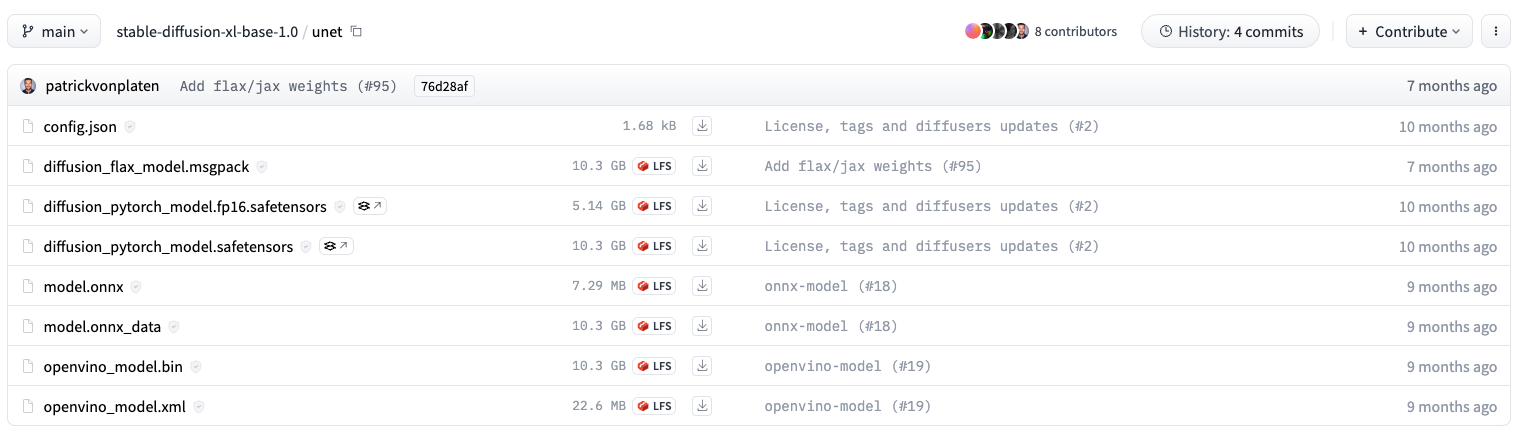 main stable-diffusion-xl-base-1.0 / unet 8 contributors History: 4 commits + Contribute
patrickvonplaten Add flax/jax weights (#95) 76d28af 7 months ago
config.json 1.68 kB License, tags and diffusers updates (#2) 10 months ago
diffusion_flax_model.msgpack 10.3 GB LFS Add flax/jax weights (#95) 7 months ago
diffusion_pytorch_model.fp16.safetensors 5.14 GB LFS License, tags and diffusers updates (#2) 10 months ago
diffusion_pytorch_model.safetensors 10.3 GB LFS License, tags and diffusers updates (#2) 10 months ago
model.onnx 7.29 MB LFS onnx-model (#18) 9 months ago
model.onnx_data 10.3 GB LFS onnx-model (#18) 9 months ago
openvino_model.bin 10.3 GB LFS openvino-model (#19) 9 months ago
openvino_model.xml 22.6 MB LFS openvino-model (#19) 9 months ago